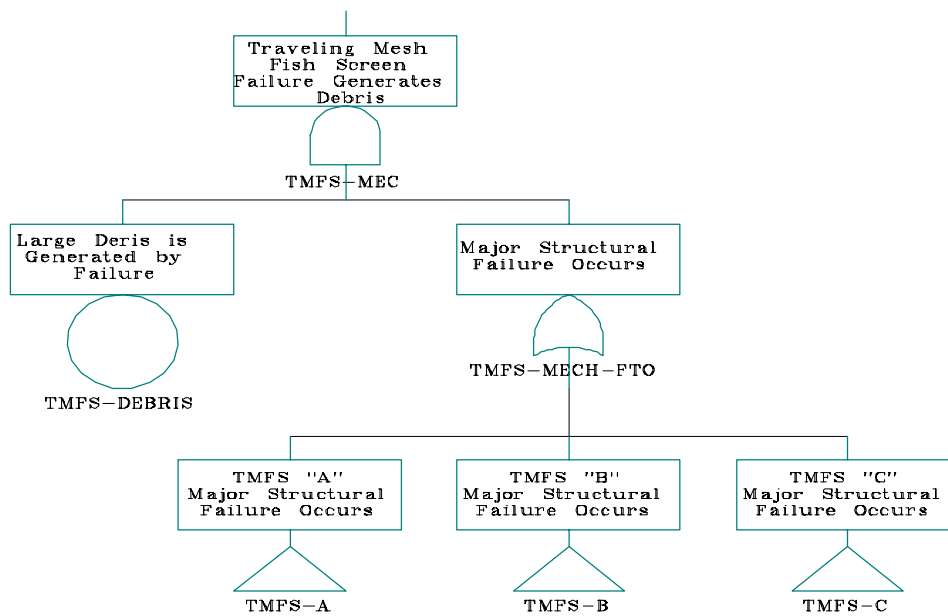 Traveling Mesh
Fish Screen
Failure Generates
Debris
TMFS-MEC
Large Deris is
Generated by
Failure
Major Structural
Failure Occurs
TMFS-DEBRIS
TMFS-MECH-FTO
TMFS "A"
Major Structural
Failure Occurs
TMFS "B"
Major Structural
Failure Occurs
TMFS "C"
Major Structural
Failure Occurs
TMFS-A
TMFS-B
TMFS-C